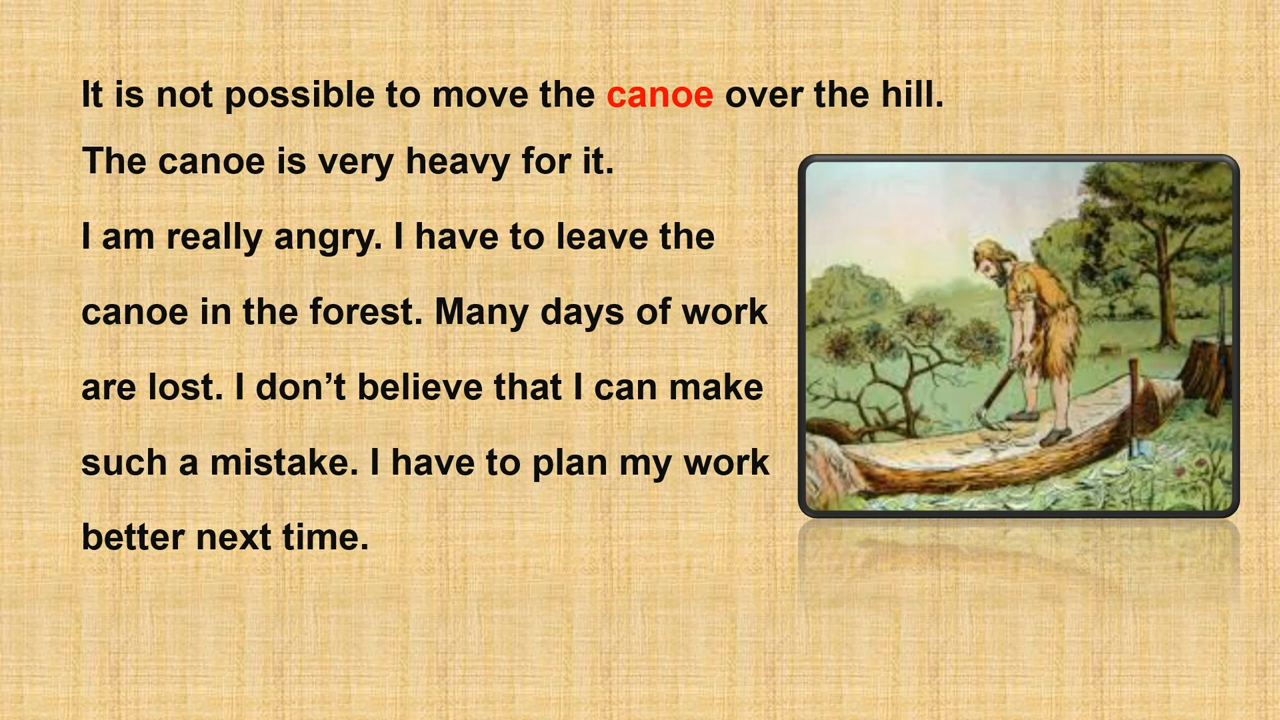 It is not possible to move the canoe over the hill.
The canoe is very heavy for it.
I am really angry. I have to leave the
canoe in the forest. Many days of work
are lost. I don’t believe that I can make
such a mistake. I have to plan my work
better next time.